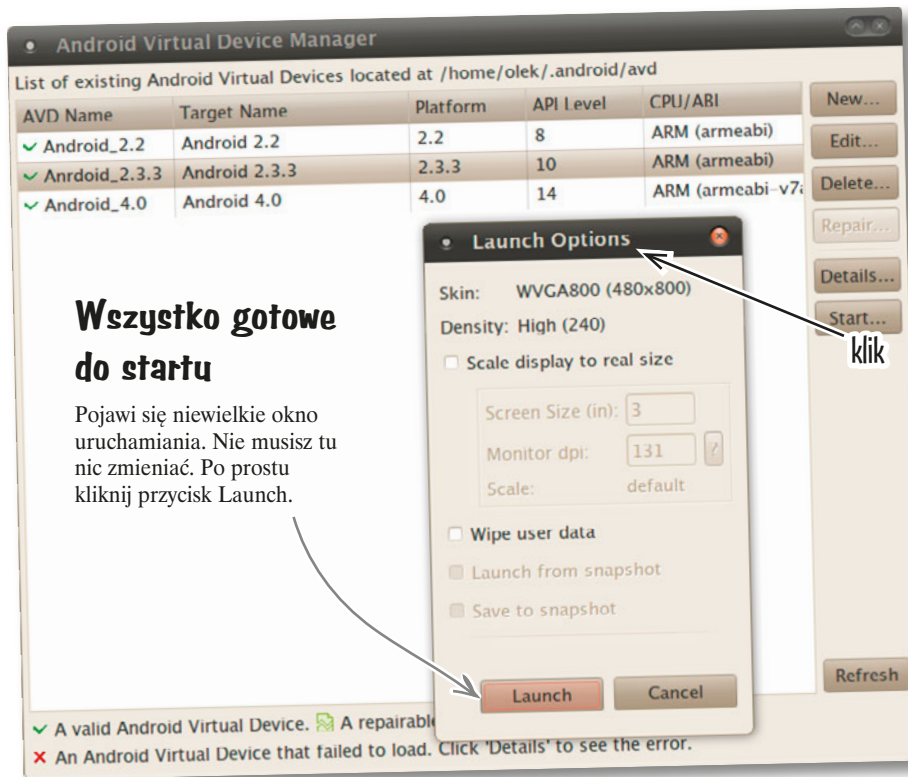 Android Virtual Device Manager
List of existing Android Virtual Devices located at /home/olek/.android/avd
AVD Name Target Name Platform API Level CPU/ABI
Android_2.2 Android 2.2 2.2 8 ARM (armeabi)
Anrdoid_2.3.3 Android 2.3.3 2.3.3 10 ARM (armeabi)
Android_4.0 Android 4.0 4.0 14 ARM (armeabi-v7a
New...
Edit...
Delete...
Repair...
Details...
Start...
klik
Wszystko gotowe
do startu
Pojawi się niewielkie okno
uruchamiania. Nie musisz tu
nic zmieniać. Po prostu
kliknij przycisk Launch.
Launch Options
Skin: WVGA800 (480x800)
Density: High (240)
Scale display to real size
Screen Size (in): 3
Monitor dpi: 131 ?
Scale: default
Wipe user data
Launch from snapshot
Save to snapshot
Launch Cancel
Refresh
A valid Android Virtual Device. A repairable
An Android Virtual Device that failed to load. Click 'Details' to see the error.